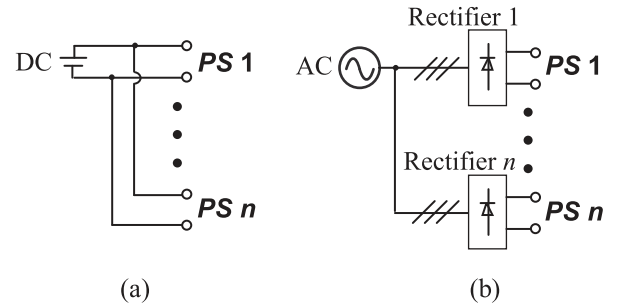 DC
PS 1
PS n
(a)
Rectifier 1
AC
PS 1
Rectifier n
PS n
(b)